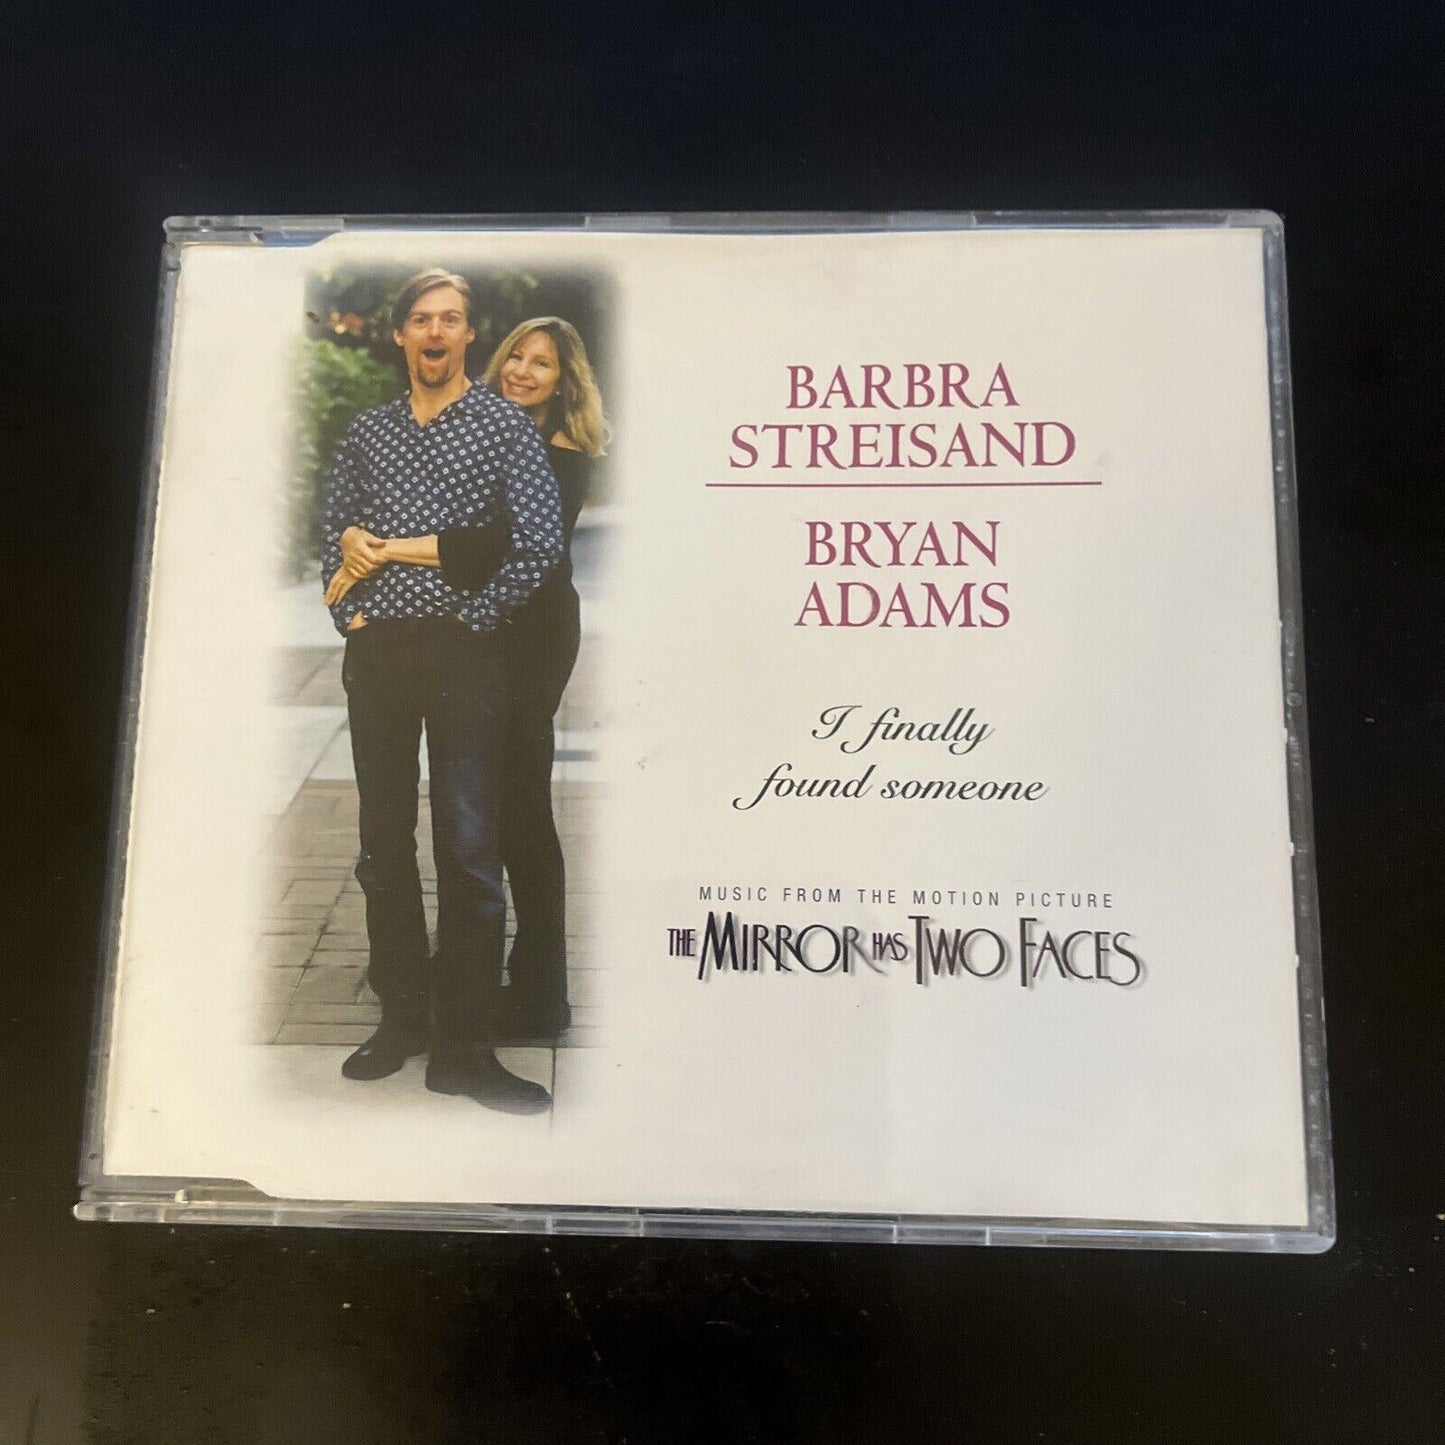 BARBRA
STREISAND
BRYAN
ADAMS
I finally
found someone
MUSIC FROM THE MOTION PICTURE
THE MIRROR HAS TWO FACES